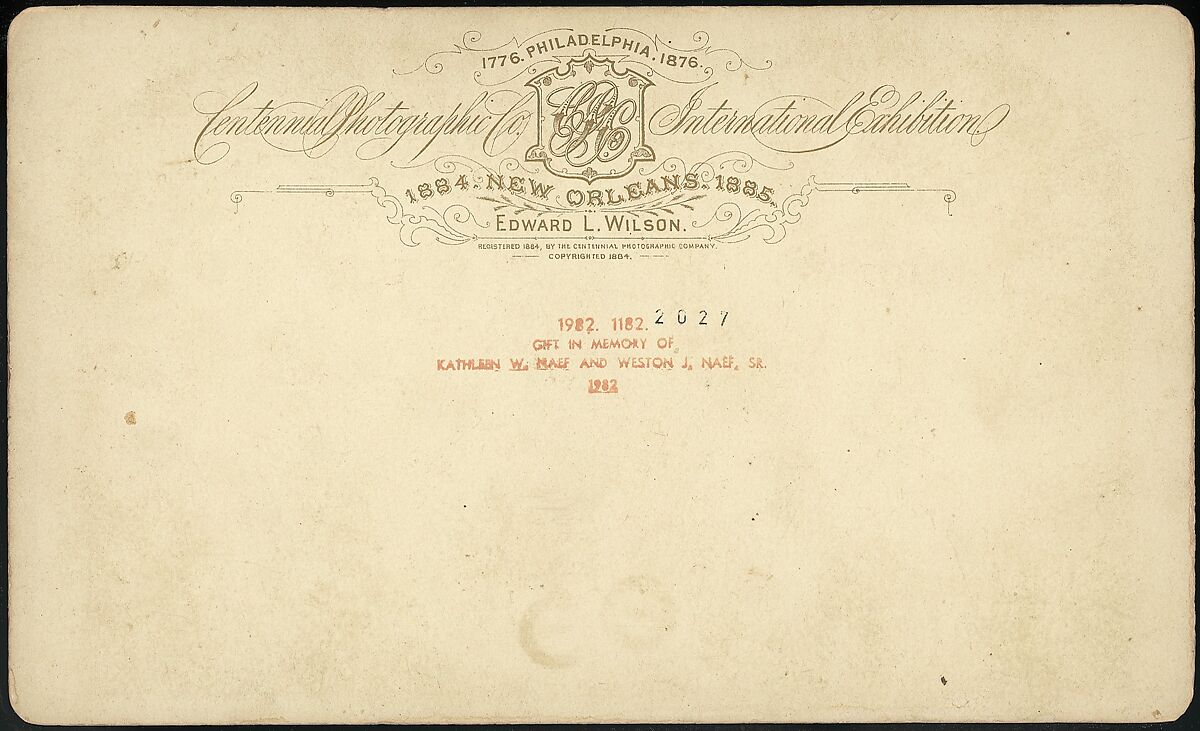 1776. PHILADELPHIA. 1876.
Centennial Photographic Co. CPCo International Exhibition
1884. NEW ORLEANS. 1885.
EDWARD L. WILSON.
REGISTERED 1884, BY THE CENTENNIAL PHOTOGRAPHIC COMPANY.
COPYRIGHTED 1884.
1982. 1182. 2027
GIFT IN MEMORY OF
KATHLEEN W. NAEF AND WESTON J. NAEF, SR.
1982